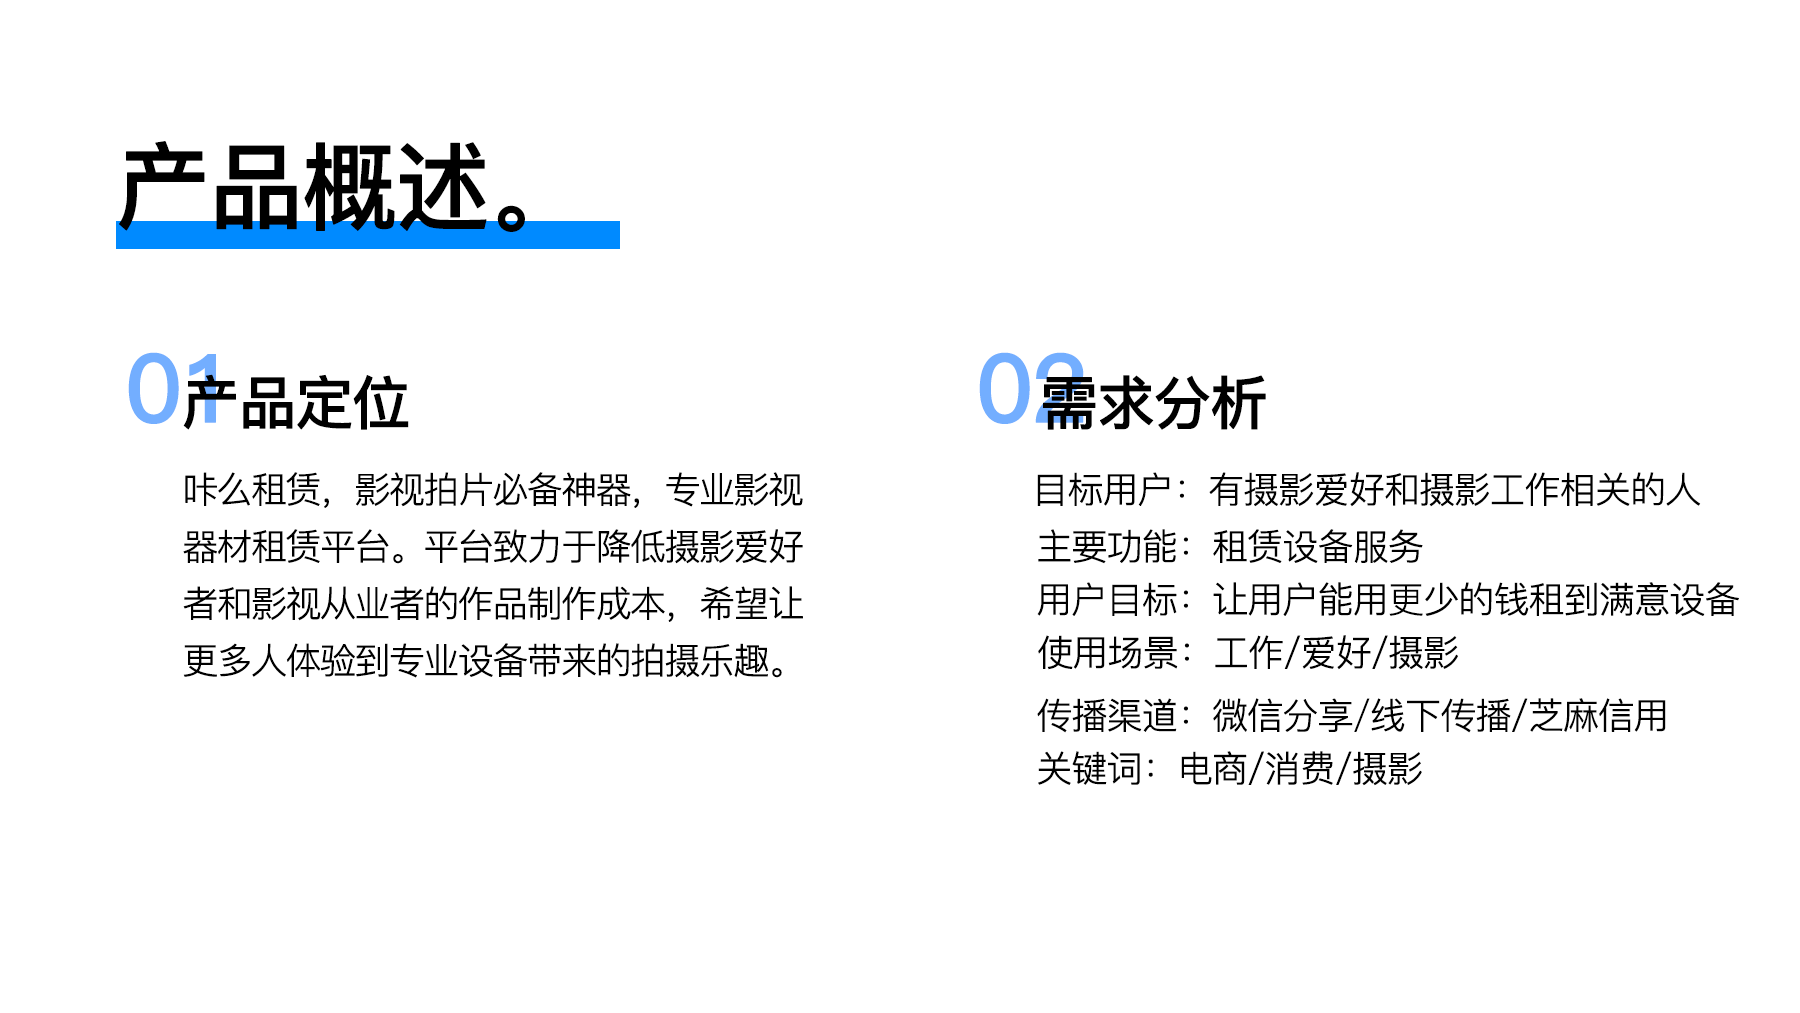 产品概述。
01
产品定位
咔么租赁，影视拍片必备神器，专业影视
器材租赁平台。平台致力于降低摄影爱好
者和影视从业者的作品制作成本，希望让
更多人体验到专业设备带来的拍摄乐趣。
02
需求分析
目标用户：有摄影爱好和摄影工作相关的人
主要功能：租赁设备服务
用户目标：让用户能用更少的钱租到满意设备
使用场景：工作/爱好/摄影
传播渠道：微信分享/线下传播/芝麻信用
关键词：电商/消费/摄影